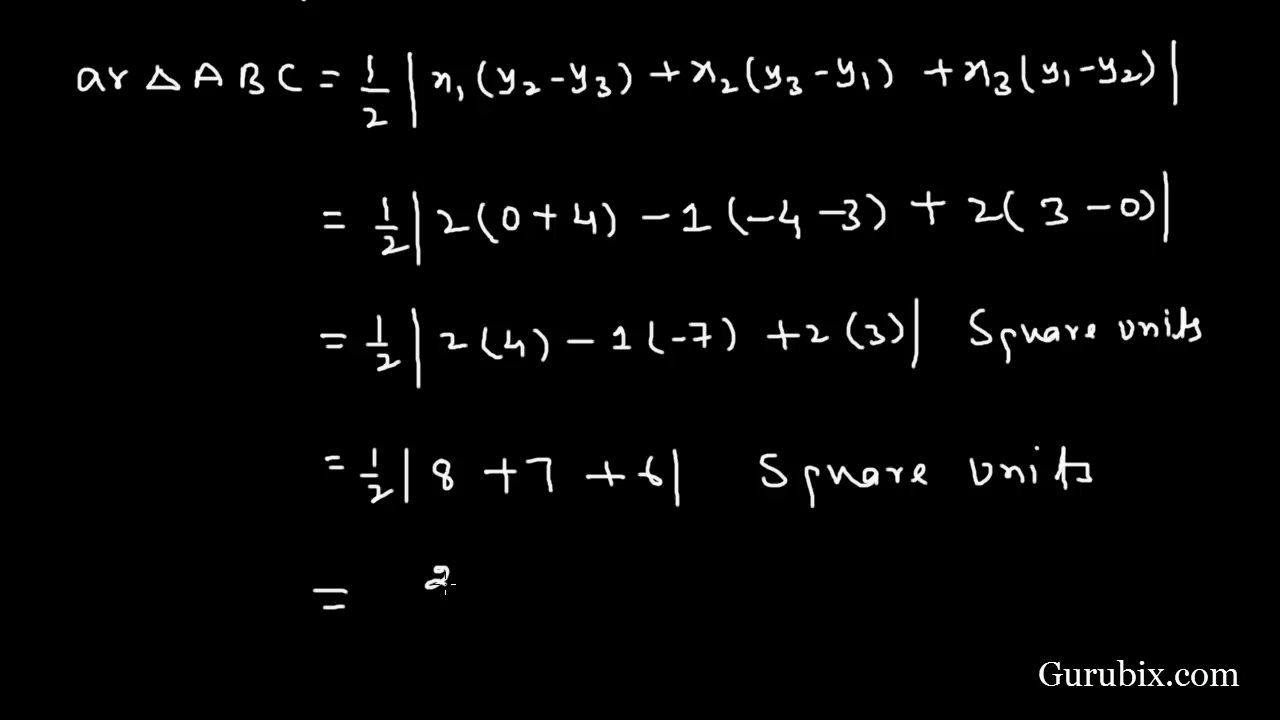 ar △ABC = 1/2 |x₁(y₂-y₃) + x₂(y₃-y₁) + x₃(y₁-y₂)|
= 1/2 |2(0+4) -1(-4-3) + 2(3-0)|
= 1/2 |2(4) -1(-7) +2(3)| Square units
= 1/2 |8 +7 +6| Square units
= 2
Gurubix.com